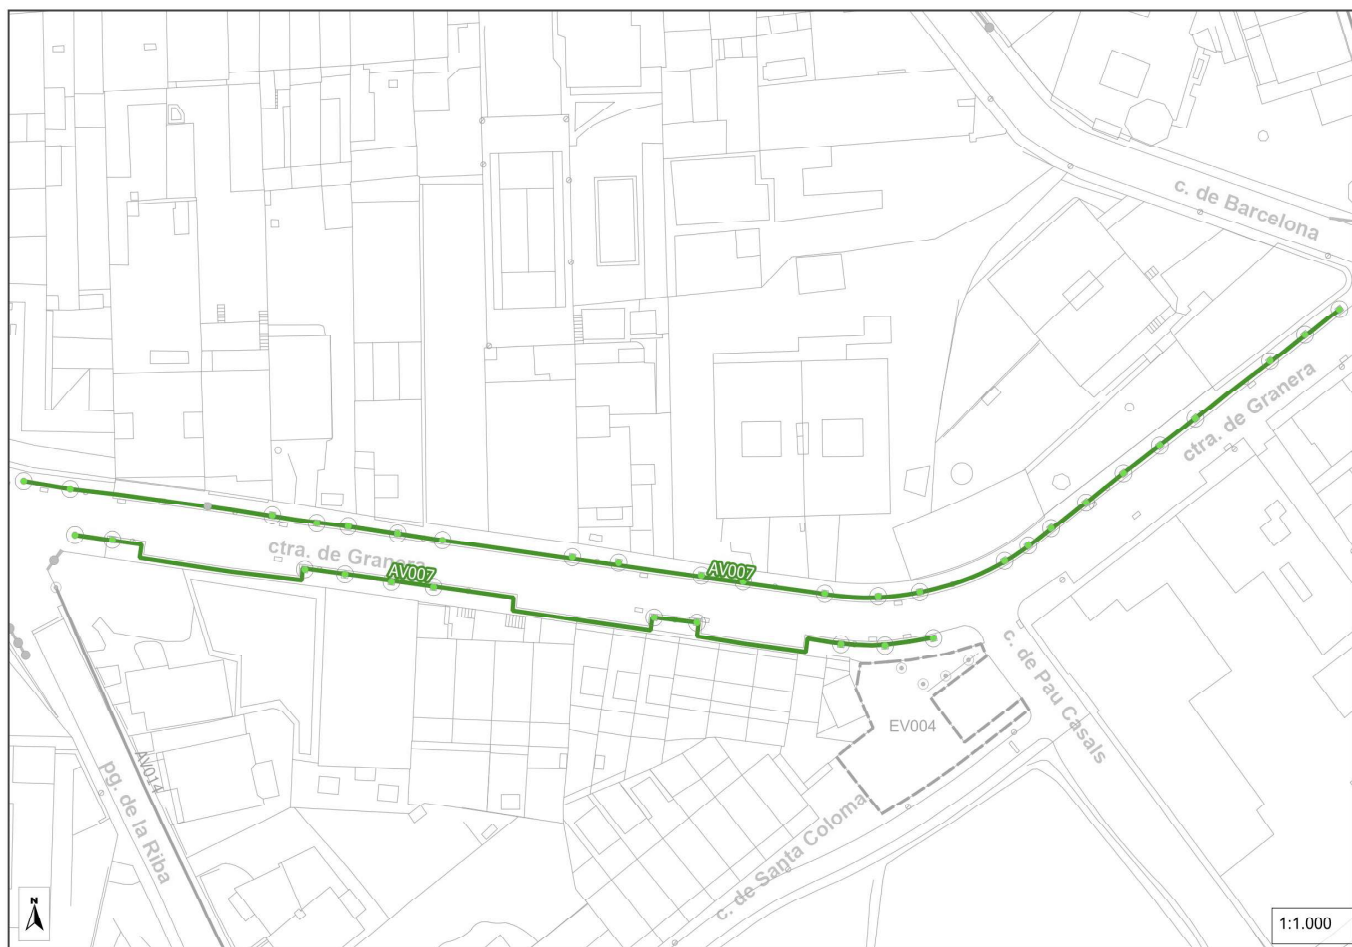 c. de Barcelona
ctra. de Granera
ctra. de Granera
AV007
AV007
c. de Pau Casals
EV004
AV014
pg. de la Riba
c. de Santa Coloma
N
1:1.000